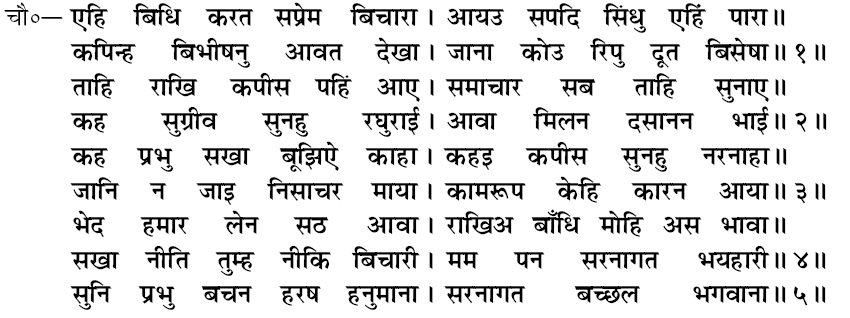 चौ०— एहि बिधि करत सप्रेम बिचारा। आयउ सपदि सिंधु एहिं पारा॥
कपिन्ह बिभीषनु आवत देखा। जाना कोउ रिपु दूत बिसेषा॥ १॥
ताहि राखि कपीस पहिं आए। समाचार सब ताहि सुनाए॥
कह सुग्रीव सुनहु रघुराई। आवा मिलन दसानन भाई॥ २॥
कह प्रभु सखा बूझिऐ काहा। कहइ कपीस सुनहु नरनाहा॥
जानि न जाइ निसाचर माया। कामरूप केहि कारन आया॥ ३॥
भेद हमार लेन सठ आवा। राखिअ बाँधि मोहि अस भावा॥
सखा नीति तुम्ह नीकि बिचारी। मम पन सरनागत भयहारी॥ ४॥
सुनि प्रभु बचन हरष हनुमाना। सरनागत बच्छल भगवाना॥ ५॥